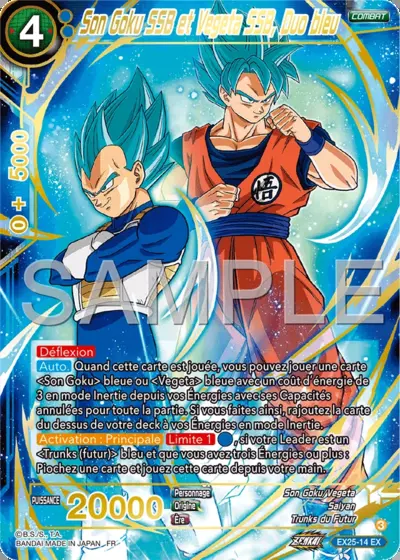 4
Son Goku SSB et Vegeta SSB, Duo bleu
COMBAT
0 + 5000
悟
SAMPLE
Déflexion
Auto. Quand cette carte est jouée, vous pouvez jouer une carte
<Son Goku> bleue ou <Vegeta> bleue avec un coût d'énergie de
3 en mode Inertie depuis vos Énergies avec ses Capacités
annulées pour toute la partie. Si vous faites ainsi, rajoutez la carte
du dessus de votre deck à vos Énergies en mode Inertie.
Activation : Principale Limite 1 , si votre Leader est un
<Trunks (futur)> bleu et que vous avez trois Énergies ou plus :
Piochez une carte et jouez cette carte depuis votre main.
PUISSANCE
20000
Personnage
Origine
Ère
Son Goku/Vegeta
Saiyan
Trunks du Futur
3
©B.S./S., T.A.
BANDAI MADE IN JAPAN -FR-
EX25-14 EX